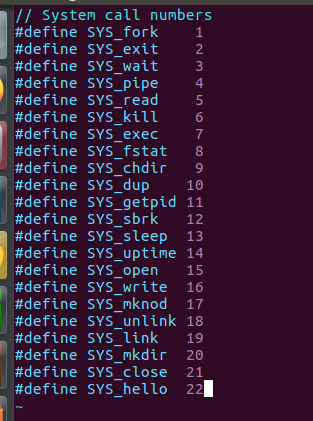 // System call numbers
#define SYS_fork    1
#define SYS_exit    2
#define SYS_wait    3
#define SYS_pipe    4
#define SYS_read    5
#define SYS_kill    6
#define SYS_exec    7
#define SYS_fstat   8
#define SYS_chdir   9
#define SYS_dup    10
#define SYS_getpid 11
#define SYS_sbrk   12
#define SYS_sleep  13
#define SYS_uptime 14
#define SYS_open   15
#define SYS_write  16
#define SYS_mknod  17
#define SYS_unlink 18
#define SYS_link   19
#define SYS_mkdir  20
#define SYS_close  21
#define SYS_hello  22
~